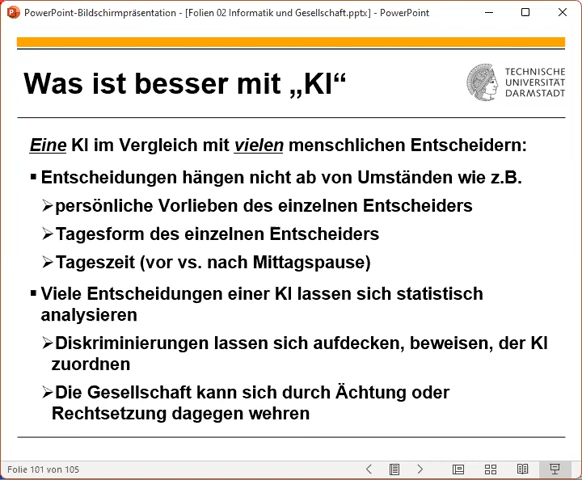 PowerPoint-Bildschirmpräsentation - [Folien 02 Informatik und Gesellschaft.pptx] - PowerPoint
Was ist besser mit „KI“
TECHNISCHE
UNIVERSITÄT
DARMSTADT
Eine KI im Vergleich mit vielen menschlichen Entscheidern:
▪ Entscheidungen hängen nicht ab von Umständen wie z.B.
➢persönliche Vorlieben des einzelnen Entscheiders
➢Tagesform des einzelnen Entscheiders
➢Tageszeit (vor vs. nach Mittagspause)
▪ Viele Entscheidungen einer KI lassen sich statistisch
analysieren
➢Diskriminierungen lassen sich aufdecken, beweisen, der KI
zuordnen
➢Die Gesellschaft kann sich durch Ächtung oder
Rechtsetzung dagegen wehren
Folie 101 von 105